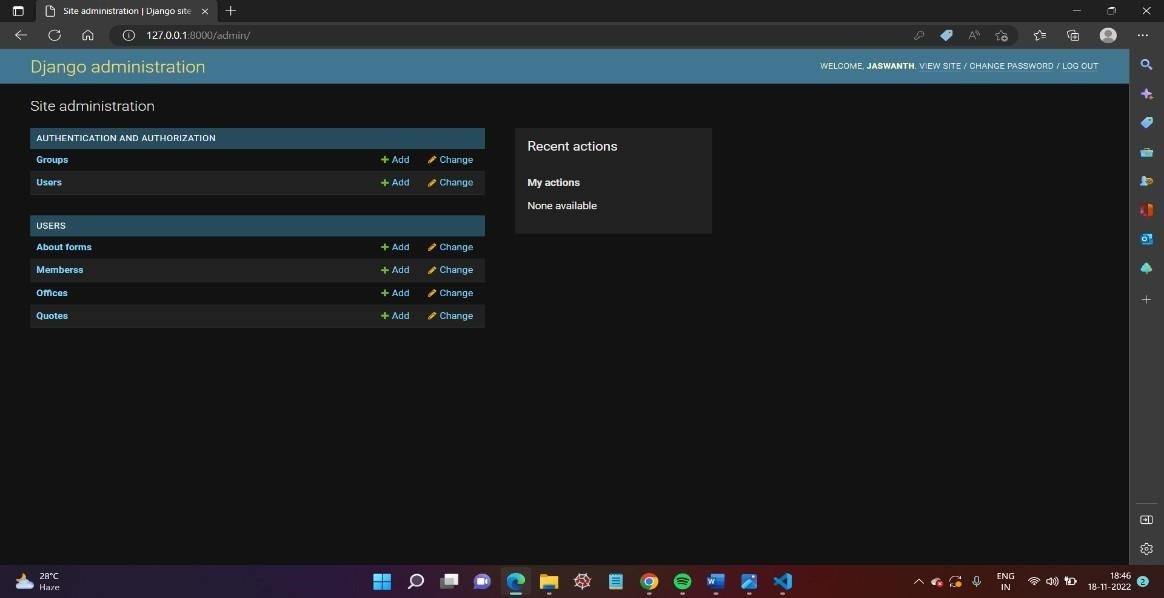 Site administration | Django site
127.0.0.1:8000/admin/
Django administration
WELCOME, JASWANTH. VIEW SITE / CHANGE PASSWORD / LOG OUT
Site administration
AUTHENTICATION AND AUTHORIZATION
Groups Add Change
Users Add Change
USERS
About forms Add Change
Memberss Add Change
Offices Add Change
Quotes Add Change
Recent actions
My actions
None available
28°C
Haze
ENG
IN
18:46
18-11-2022
2